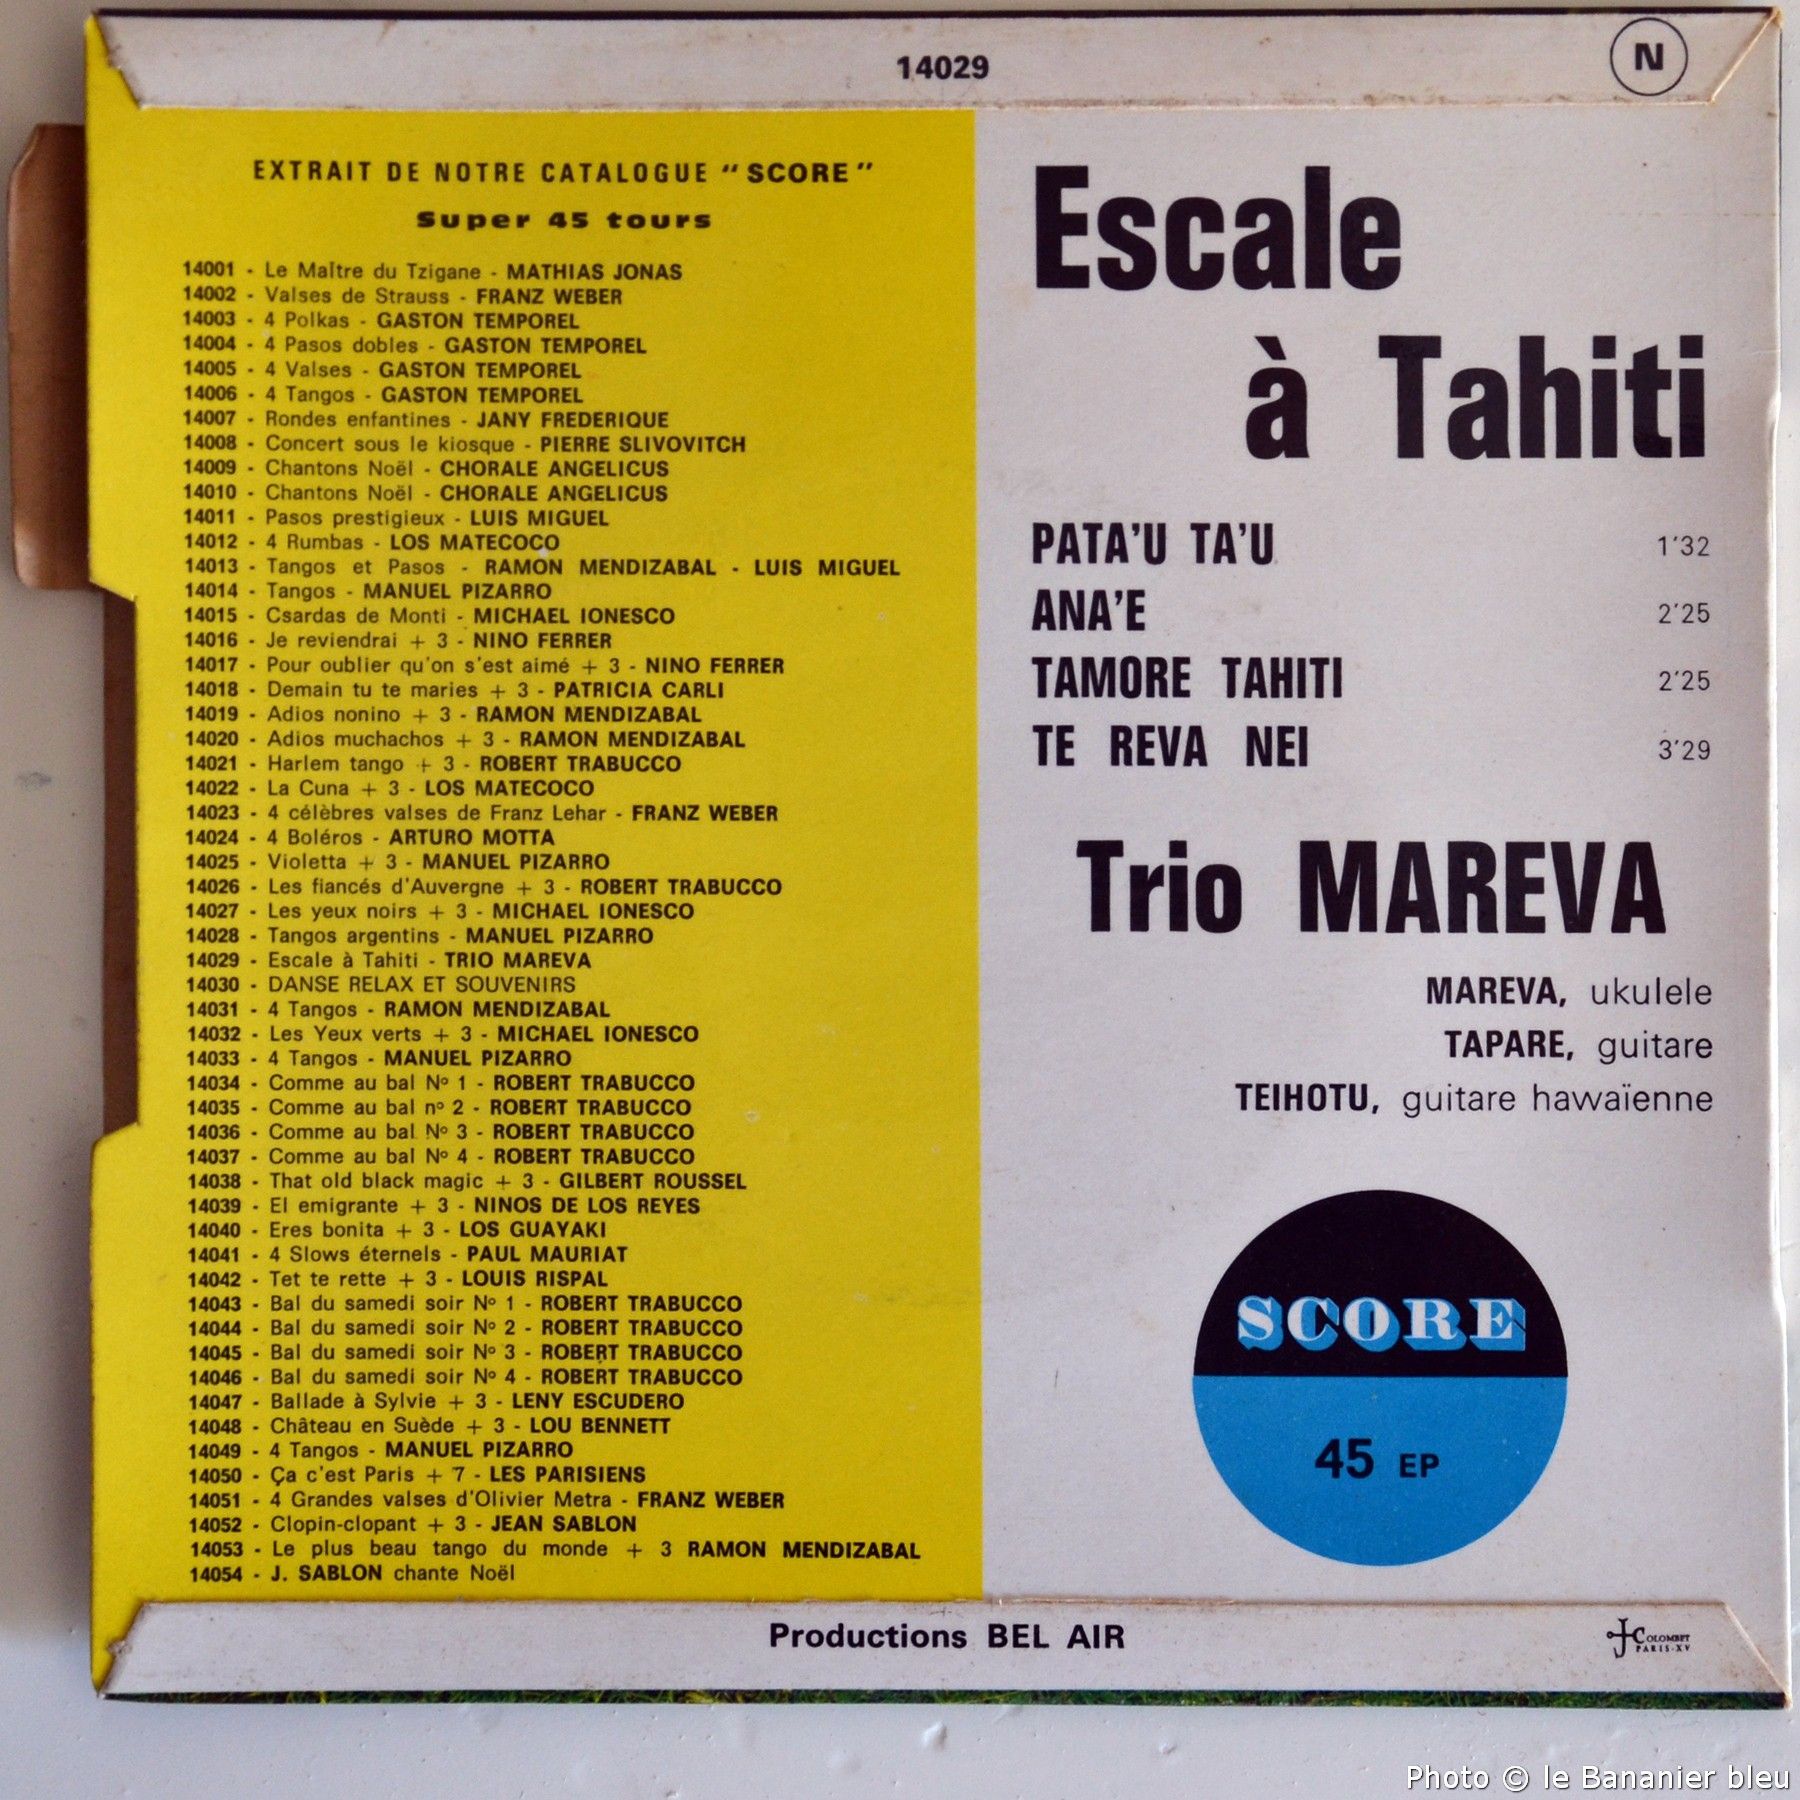 14029
N
EXTRAIT DE NOTRE CATALOGUE "SCORE"
Super 45 tours
14001 - Le Maître du Tzigane - MATHIAS JONAS
14002 - Valses de Strauss - FRANZ WEBER
14003 - 4 Polkas - GASTON TEMPOREL
14004 - 4 Pasos dobles - GASTON TEMPOREL
14005 - 4 Valses - GASTON TEMPOREL
14006 - 4 Tangos - GASTON TEMPOREL
14007 - Rondes enfantines - JANY FREDERIQUE
14008 - Concert sous le kiosque - PIERRE SLIVOVITCH
14009 - Chantons Noël - CHORALE ANGELICUS
14010 - Chantons Noël - CHORALE ANGELICUS
14011 - Pasos prestigieux - LUIS MIGUEL
14012 - 4 Rumbas - LOS MATECOCO
14013 - Tangos et Pasos - RAMON MENDIZABAL - LUIS MIGUEL
14014 - Tangos - MANUEL PIZARRO
14015 - Csardas de Monti - MICHAEL IONESCO
14016 - Je reviendrai + 3 - NINO FERRER
14017 - Pour oublier qu'on s'est aimé + 3 - NINO FERRER
14018 - Demain tu te maries + 3 - PATRICIA CARLI
14019 - Adios nonino + 3 - RAMON MENDIZABAL
14020 - Adios muchachos + 3 - RAMON MENDIZABAL
14021 - Harlem tango + 3 - ROBERT TRABUCCO
14022 - La Cuna + 3 - LOS MATECOCO
14023 - 4 célèbres valses de Franz Lehar - FRANZ WEBER
14024 - 4 Boléros - ARTURO MOTTA
14025 - Violetta + 3 - MANUEL PIZARRO
14026 - Les fiancés d'Auvergne + 3 - ROBERT TRABUCCO
14027 - Les yeux noirs + 3 - MICHAEL IONESCO
14028 - Tangos argentins - MANUEL PIZARRO
14029 - Escale à Tahiti - TRIO MAREVA
14030 - DANSE RELAX ET SOUVENIRS
14031 - 4 Tangos - RAMON MENDIZABAL
14032 - Les Yeux verts + 3 - MICHAEL IONESCO
14033 - 4 Tangos - MANUEL PIZARRO
14034 - Comme au bal Nº 1 - ROBERT TRABUCCO
14035 - Comme au bal nº 2 - ROBERT TRABUCCO
14036 - Comme au bal Nº 3 - ROBERT TRABUCCO
14037 - Comme au bal Nº 4 - ROBERT TRABUCCO
14038 - That old black magic + 3 - GILBERT ROUSSEL
14039 - El emigrante + 3 - NINOS DE LOS REYES
14040 - Eres bonita + 3 - LOS GUAYAKI
14041 - 4 Slows éternels - PAUL MAURIAT
14042 - Tet te rette + 3 - LOUIS RISPAL
14043 - Bal du samedi soir Nº 1 - ROBERT TRABUCCO
14044 - Bal du samedi soir Nº 2 - ROBERT TRABUCCO
14045 - Bal du samedi soir Nº 3 - ROBERT TRABUCCO
14046 - Bal du samedi soir Nº 4 - ROBERT TRABUCCO
14047 - Ballade à Sylvie + 3 - LENY ESCUDERO
14048 - Château en Suède + 3 - LOU BENNETT
14049 - 4 Tangos - MANUEL PIZARRO
14050 - Ça c'est Paris + 7 - LES PARISIENS
14051 - 4 Grandes valses d'Olivier Metra - FRANZ WEBER
14052 - Clopin-clopant + 3 - JEAN SABLON
14053 - Le plus beau tango du monde + 3 RAMON MENDIZABAL
14054 - J. SABLON chante Noël
Escale
à Tahiti
PATA'U TA'U 1'32
ANA'E 2'25
TAMORE TAHITI 2'25
TE REVA NEI 3'29
Trio MAREVA
MAREVA, ukulele
TAPARE, guitare
TEIHOTU, guitare hawaïenne
SCORE
45 EP
Productions BEL AIR
J COLOMBET
PARIS-XV
Photo © le Bananier bleu